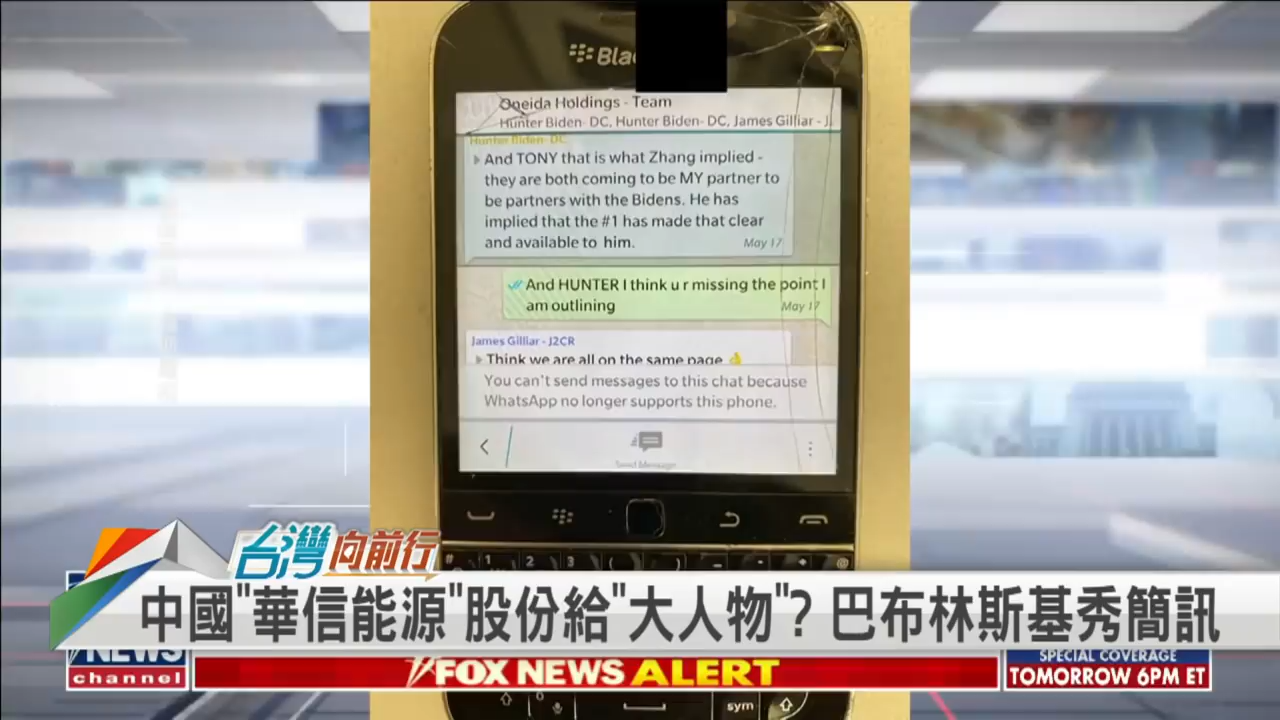 Oneida Holdings - Team
Hunter Biden- DC, Hunter Biden- DC, James Gilliar - J.
Hunter Biden- DC
And TONY that is what Zhang implied -
they are both coming to be MY partner to
be partners with the Bidens. He has
implied that the #1 has made that clear
and available to him.
May 17
And HUNTER I think u r missing the point I
am outlining
May 17
James Gilliar - J2CR
Think we are all on the same page 👌
You can't send messages to this chat because
WhatsApp no longer supports this phone.
Send Message
台灣向前行
中國"華信能源"股份給"大人物"? 巴布林斯基秀簡訊
NEWS
channel
FOX NEWS ALERT
SPECIAL COVERAGE
TOMORROW 6PM ET
sym